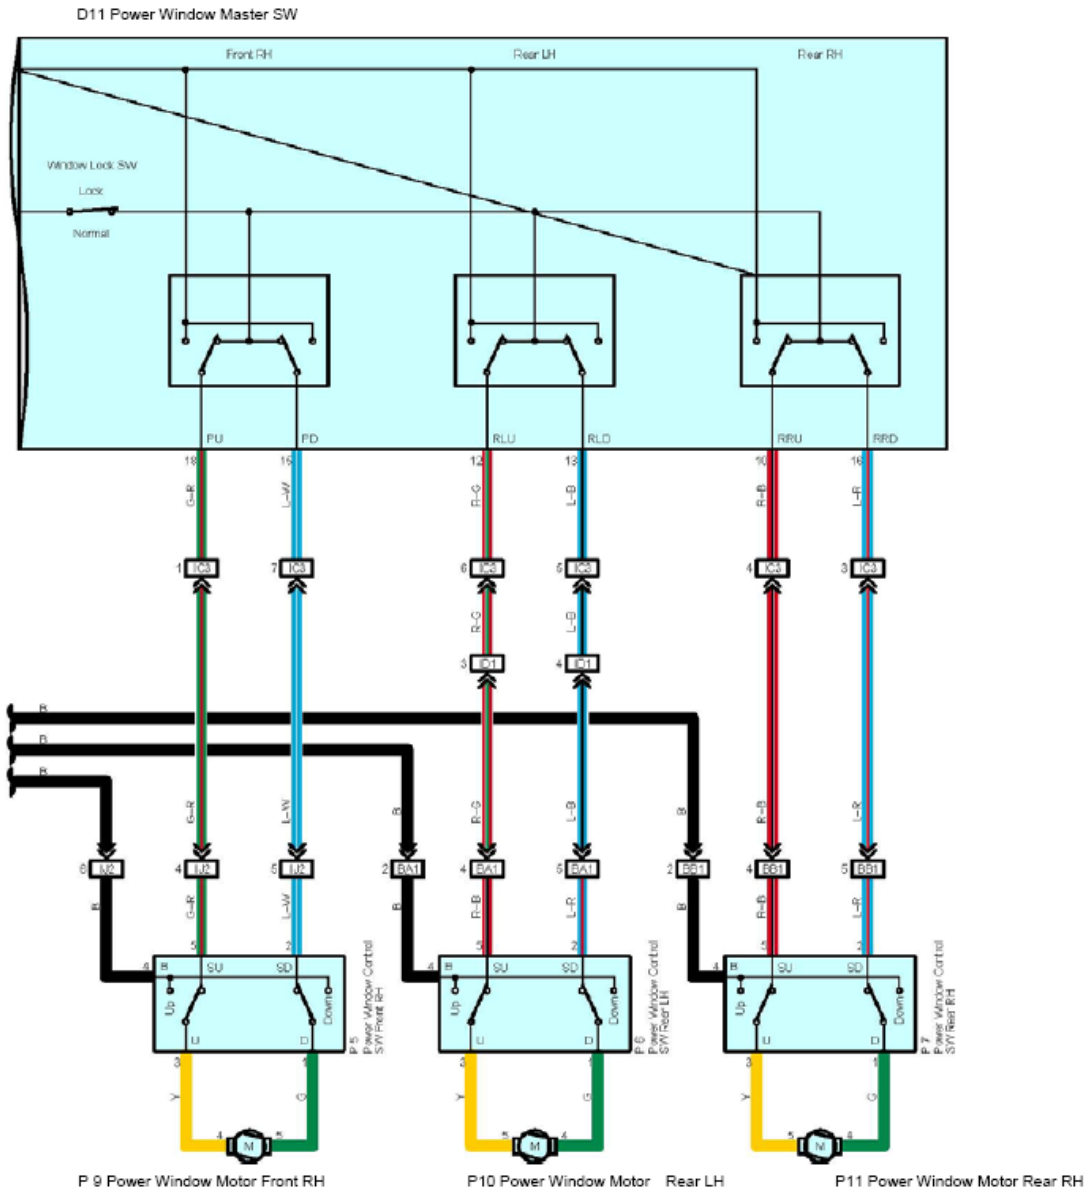 D11 Power Window Master SW
Front RH
Rear LH
Rear RH
Window Lock SW
Lock
Normal
PU
PD
RLU
RLD
RRU
RRD
18
15
12
13
10
16
G-R
L-W
R-G
L-B
R-B
L-R
1 IC3
7 IC3
6 IC3
5 IC3
4 IC3
3 IC3
R-G
L-B
3 ID1
4 ID1
B
B
B
G-R
L-W
B
R-G
L-B
B
R-B
L-R
6 IJ2
4 IJ2
5 IJ2
2 BA1
4 BA1
5 BA1
2 BB1
4 BB1
5 BB1
B
G-R
L-W
B
R-B
L-R
B
R-B
L-R
5
2
5
2
5
2
4 B SU SD
4 B SU SD
4 B SU SD
Up
Down
Up
Down
Up
Down
U
D
U
D
U
D
P 5
Power Window Control
SW Front RH
P 6
Power Window Control
SW Rear LH
P 7
Power Window Control
SW Rear RH
3
1
3
1
3
1
Y
G
Y
G
Y
G
4 M 5
5 M 4
5 M 4
P 9 Power Window Motor Front RH
P10 Power Window Motor Rear LH
P11 Power Window Motor Rear RH